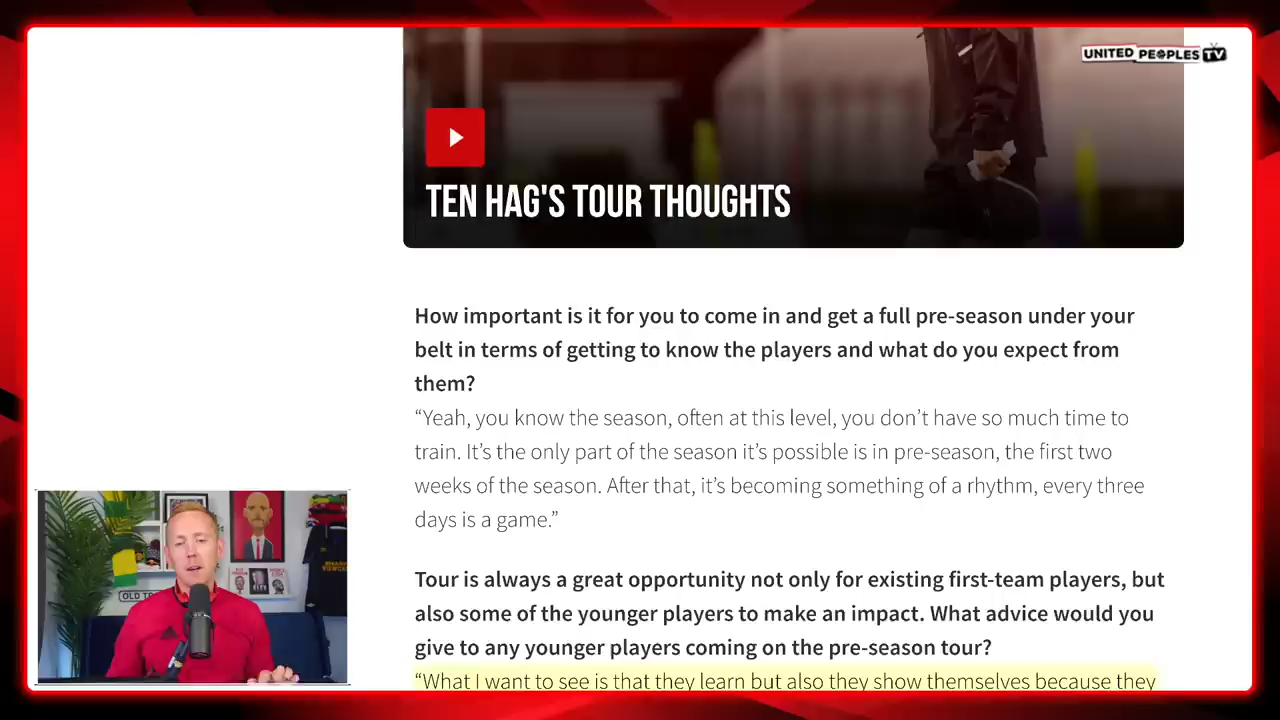 UNITED PEOPLES TV
TEN HAG'S TOUR THOUGHTS
How important is it for you to come in and get a full pre-season under your
belt in terms of getting to know the players and what do you expect from
them?
“Yeah, you know the season, often at this level, you don’t have so much time to
train. It’s the only part of the season it’s possible is in pre-season, the first two
weeks of the season. After that, it’s becoming something of a rhythm, every three
days is a game.”
Tour is always a great opportunity not only for existing first-team players, but
also some of the younger players to make an impact. What advice would you
give to any younger players coming on the pre-season tour?
“What I want to see is that they learn but also they show themselves because they
OLD TR